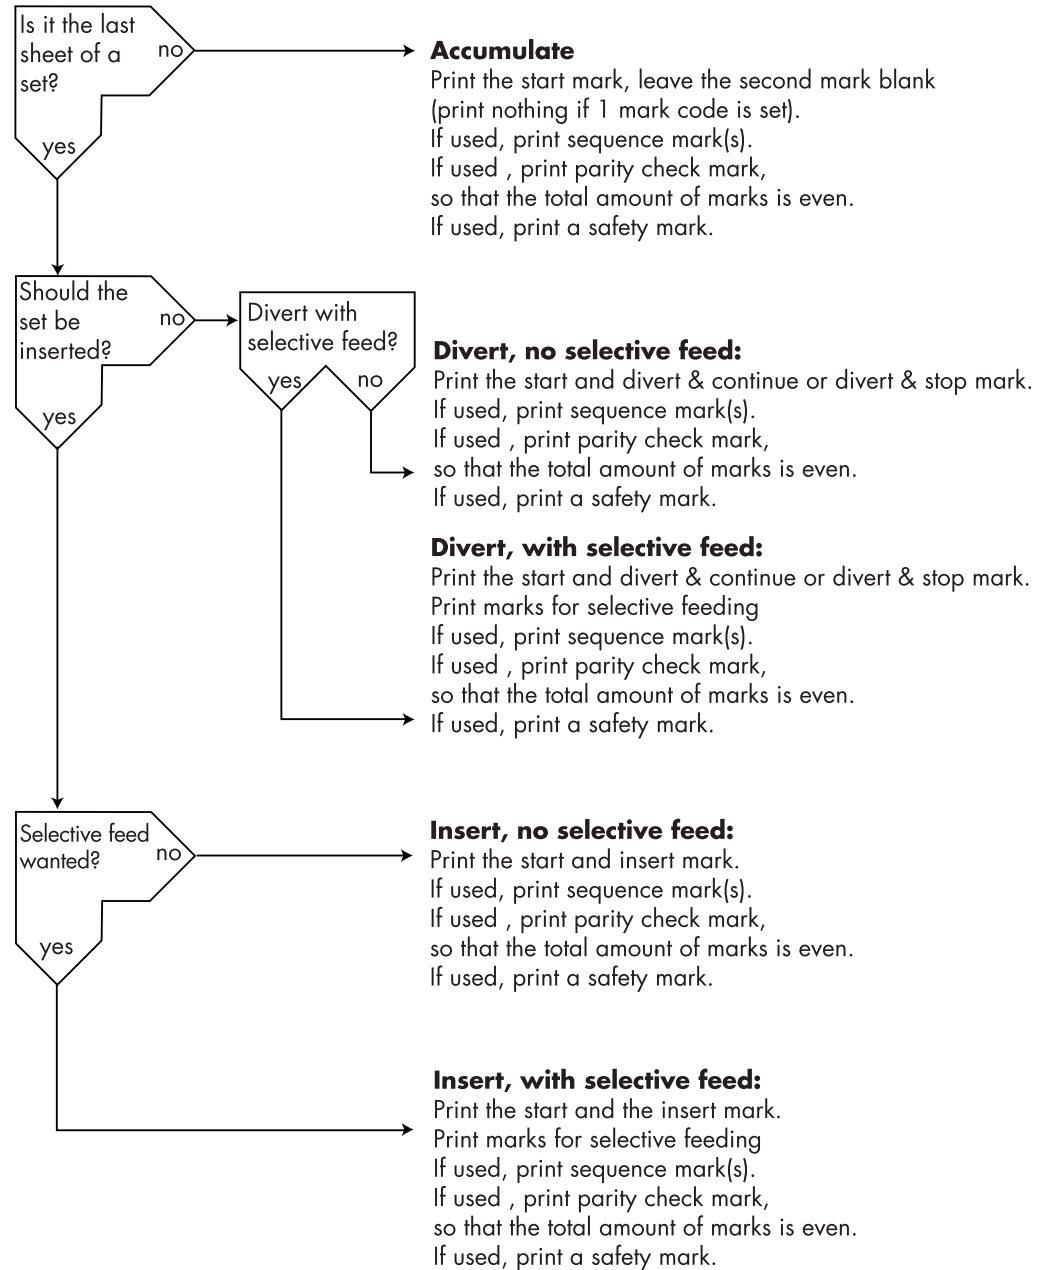 Is it the last
sheet of a
set?
no
yes
Accumulate
Print the start mark, leave the second mark blank
(print nothing if 1 mark code is set).
If used, print sequence mark(s).
If used , print parity check mark,
so that the total amount of marks is even.
If used, print a safety mark.
Should the
set be
inserted?
no
yes
Divert with
selective feed?
yes
no
Divert, no selective feed:
Print the start and divert & continue or divert & stop mark.
If used, print sequence mark(s).
If used , print parity check mark,
so that the total amount of marks is even.
If used, print a safety mark.
Divert, with selective feed:
Print the start and divert & continue or divert & stop mark.
Print marks for selective feeding
If used, print sequence mark(s).
If used , print parity check mark,
so that the total amount of marks is even.
If used, print a safety mark.
Selective feed
wanted?
no
yes
Insert, no selective feed:
Print the start and insert mark.
If used, print sequence mark(s).
If used , print parity check mark,
so that the total amount of marks is even.
If used, print a safety mark.
Insert, with selective feed:
Print the start and the insert mark.
Print marks for selective feeding
If used, print sequence mark(s).
If used , print parity check mark,
so that the total amount of marks is even.
If used, print a safety mark.